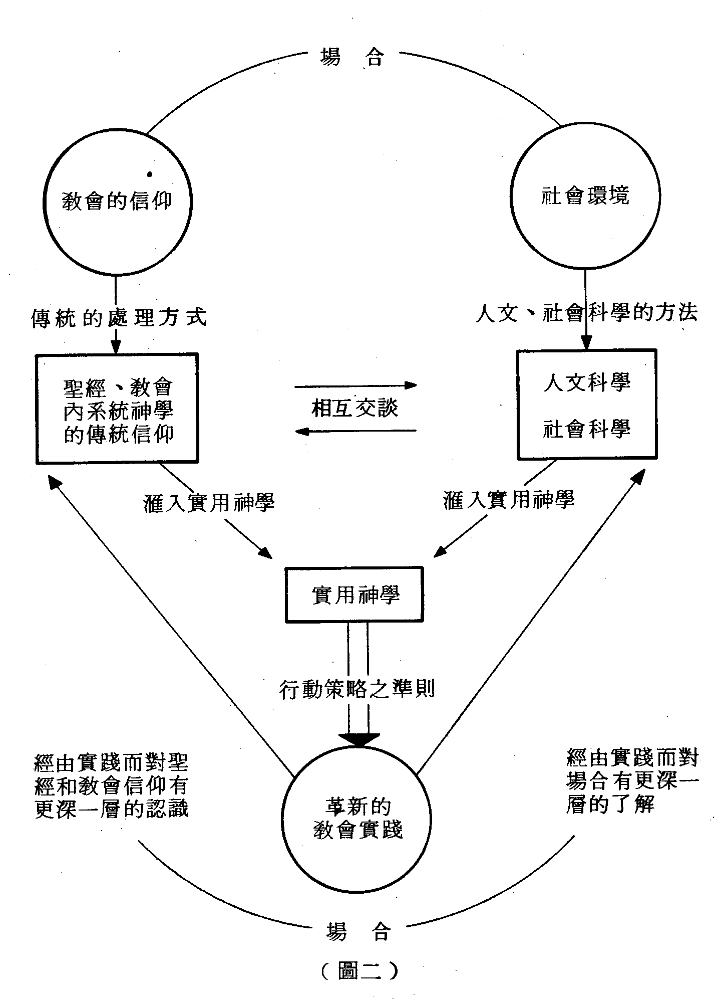 場　合
教會的信仰
社會環境
傳統的處理方式
人文、社會科學的方法
聖經、教會
內系統神學
的傳統信仰
相互交談
人文科學
社會科學
滙入實用神學
滙入實用神學
實用神學
行動策略之準則
經由實踐而對聖
經和教會信仰有
更深一層的認識
經由實踐而對
場合有更深一
層的了解
革新的
教會實踐
場　合
（圖二）